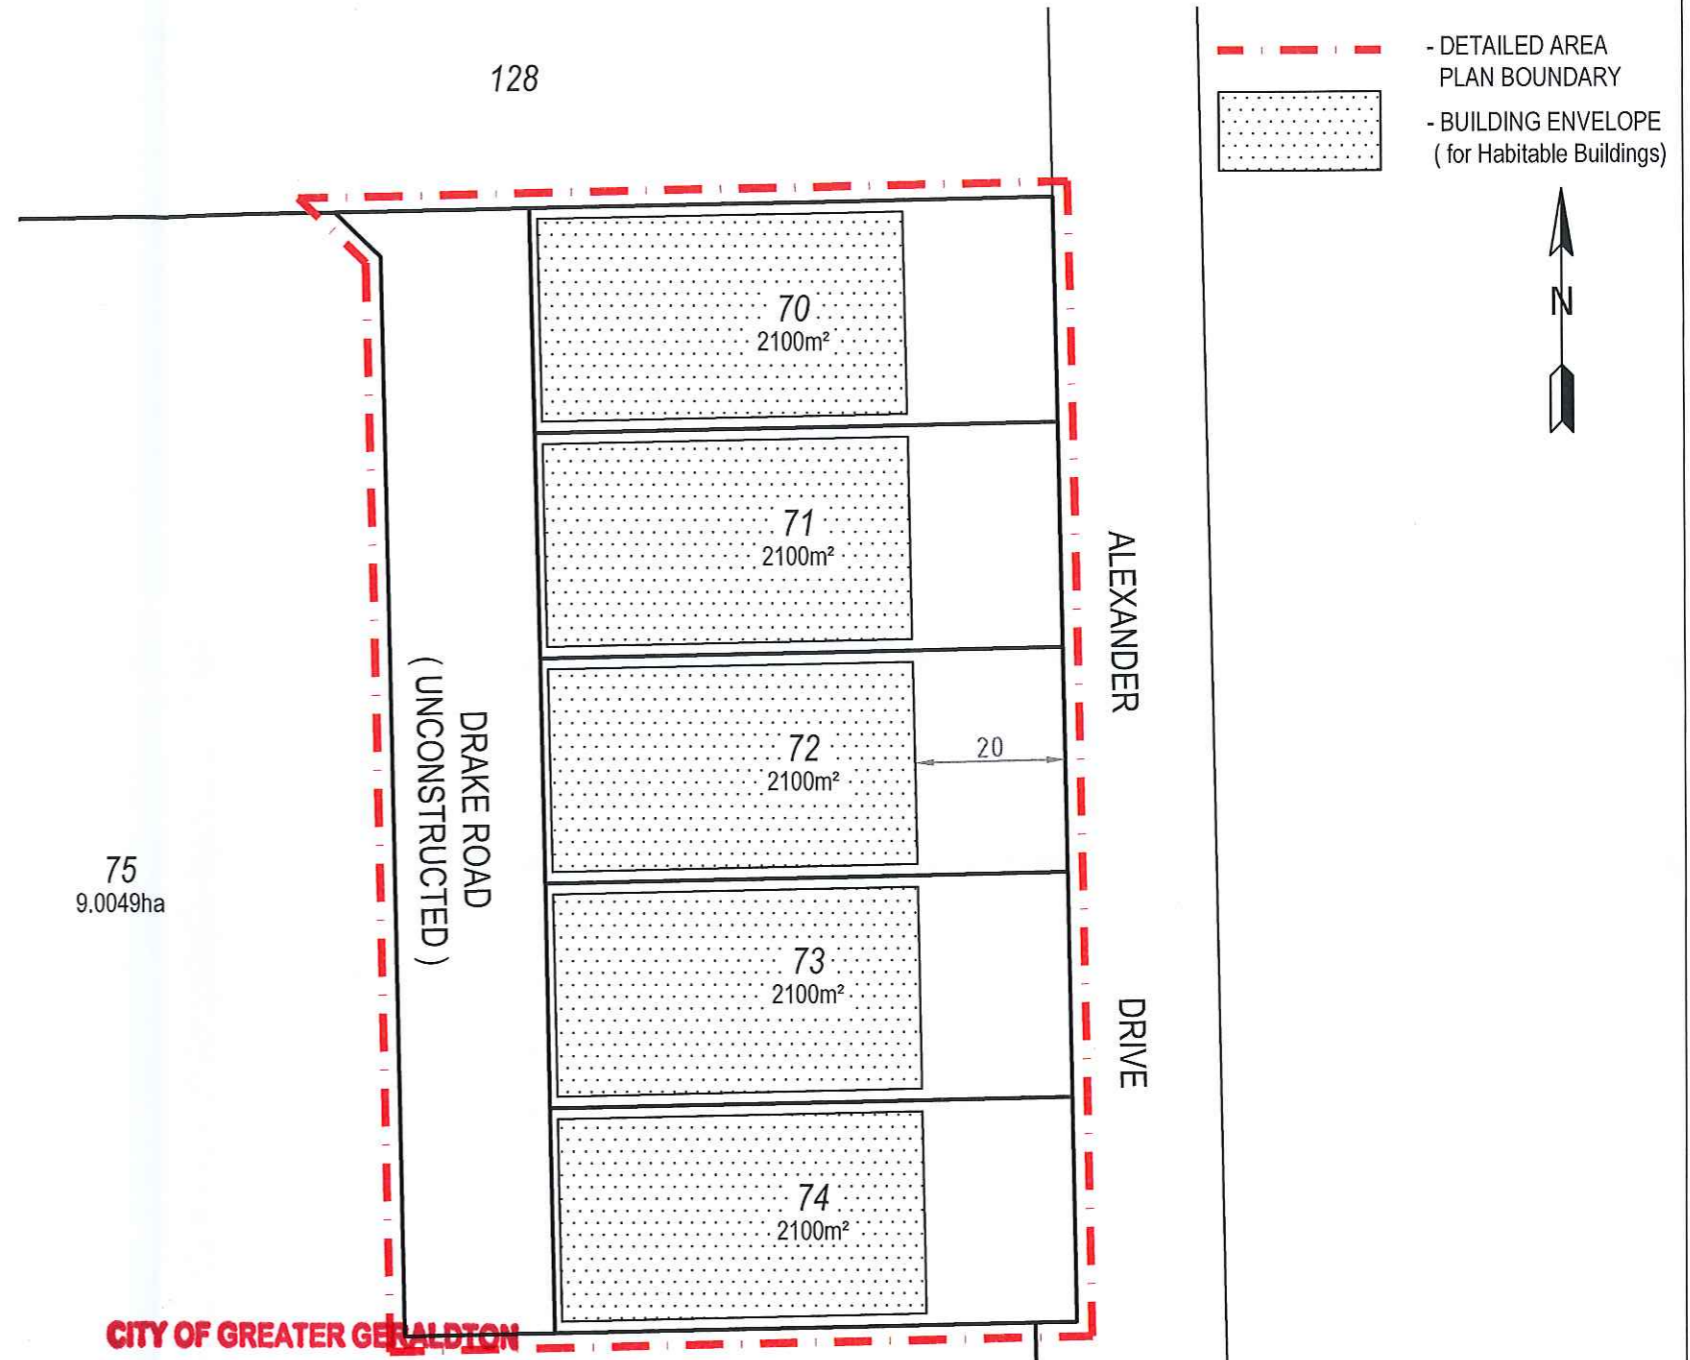 128
- DETAILED AREA
PLAN BOUNDARY
- BUILDING ENVELOPE
( for Habitable Buildings)
N
70
2100m²
71
2100m²
72
2100m²
20
73
2100m²
74
2100m²
75
9.0049ha
DRAKE ROAD
( UNCONSTRUCTED )
ALEXANDER
DRIVE
CITY OF GREATER GERALDTON